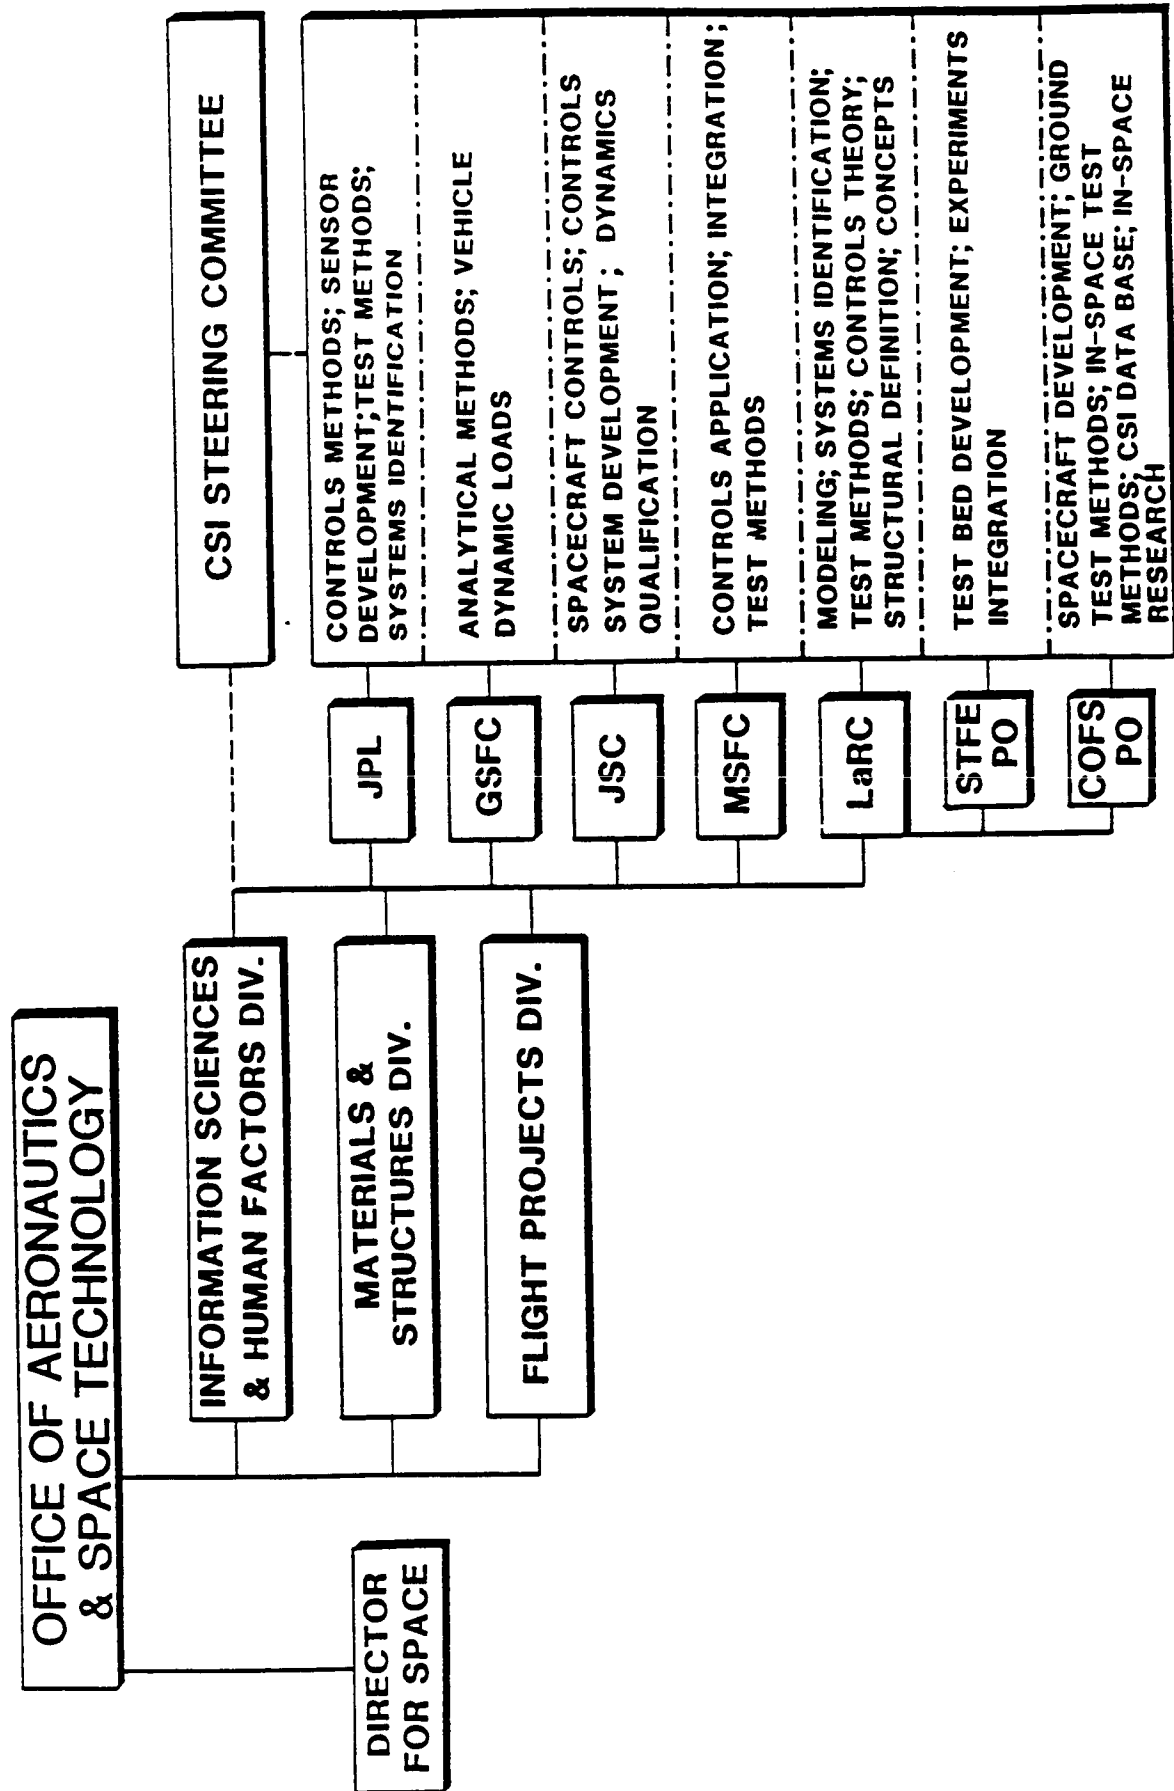 OFFICE OF AERONAUTICS
& SPACE TECHNOLOGY
DIRECTOR
FOR SPACE
INFORMATION SCIENCES
& HUMAN FACTORS DIV.
MATERIALS &
STRUCTURES DIV.
FLIGHT PROJECTS DIV.
CSI STEERING COMMITTEE
JPL
CONTROLS METHODS; SENSOR
DEVELOPMENT;TEST METHODS;
SYSTEMS IDENTIFICATION
GSFC
ANALYTICAL METHODS; VEHICLE
DYNAMIC LOADS
JSC
SPACECRAFT CONTROLS; CONTROLS
SYSTEM DEVELOPMENT; DYNAMICS
QUALIFICATION
MSFC
CONTROLS APPLICATION; INTEGRATION;
TEST METHODS
LaRC
MODELING; SYSTEMS IDENTIFICATION;
TEST METHODS; CONTROLS THEORY;
STRUCTURAL DEFINITION; CONCEPTS
STFE
PO
TEST BED DEVELOPMENT; EXPERIMENTS
INTEGRATION
COFS
PO
SPACECRAFT DEVELOPMENT; GROUND
TEST METHODS; IN-SPACE TEST
METHODS; CSI DATA BASE; IN-SPACE
RESEARCH